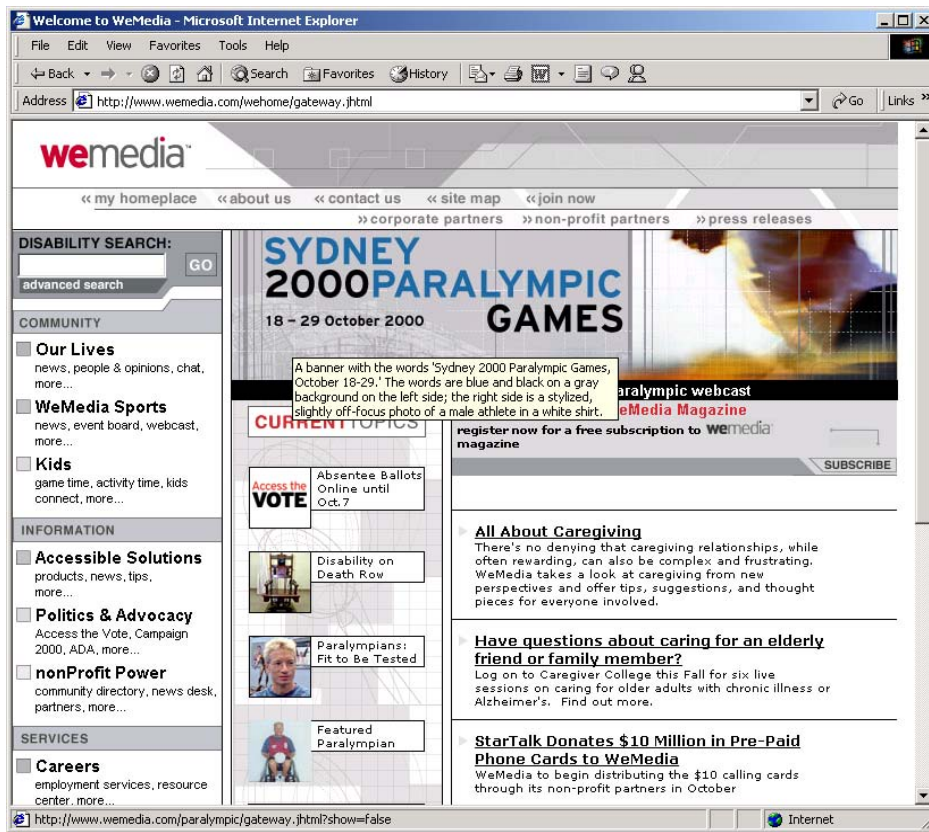 Welcome to WeMedia - Microsoft Internet Explorer
File Edit View Favorites Tools Help
Back Search Favorites History
Address http://www.wemedia.com/wehome/gateway.jhtml Go Links »
wemedia™
« my homeplace « about us « contact us « site map « join now
» corporate partners » non-profit partners » press releases
DISABILITY SEARCH:
GO
advanced search
COMMUNITY
Our Lives
news, people & opinions, chat,
more...
WeMedia Sports
news, event board, webcast,
more...
Kids
game time, activity time, kids
connect, more...
INFORMATION
Accessible Solutions
products, news, tips,
more...
Politics & Advocacy
Access the Vote, Campaign
2000, ADA, more...
nonProfit Power
community directory, news desk,
partners, more...
SERVICES
Careers
employment services, resource
center, more...
SYDNEY
2000PARALYMPIC
18 – 29 October 2000 GAMES
A banner with the words 'Sydney 2000 Paralympic Games,
October 18-29.' The words are blue and black on a gray
background on the left side; the right side is a stylized,
slightly off-focus photo of a male athlete in a white shirt.
aralympic webcast
CURRENTTOPICS
Access the
VOTE
Absentee Ballots
Online until
Oct.7
Disability on
Death Row
Paralympians:
Fit to Be Tested
Featured
Paralympian
eMedia Magazine
register now for a free subscription to wemedia
magazine
SUBSCRIBE
All About Caregiving
There's no denying that caregiving relationships, while
often rewarding, can also be complex and frustrating.
WeMedia takes a look at caregiving from new
perspectives and offer tips, suggestions, and thought
pieces for everyone involved.
Have questions about caring for an elderly
friend or family member?
Log on to Caregiver College this Fall for six live
sessions on caring for older adults with chronic illness or
Alzheimer's. Find out more.
StarTalk Donates $10 Million in Pre-Paid
Phone Cards to WeMedia
WeMedia to begin distributing the $10 calling cards
through its non-profit partners in October
http://www.wemedia.com/paralympic/gateway.jhtml?show=false Internet